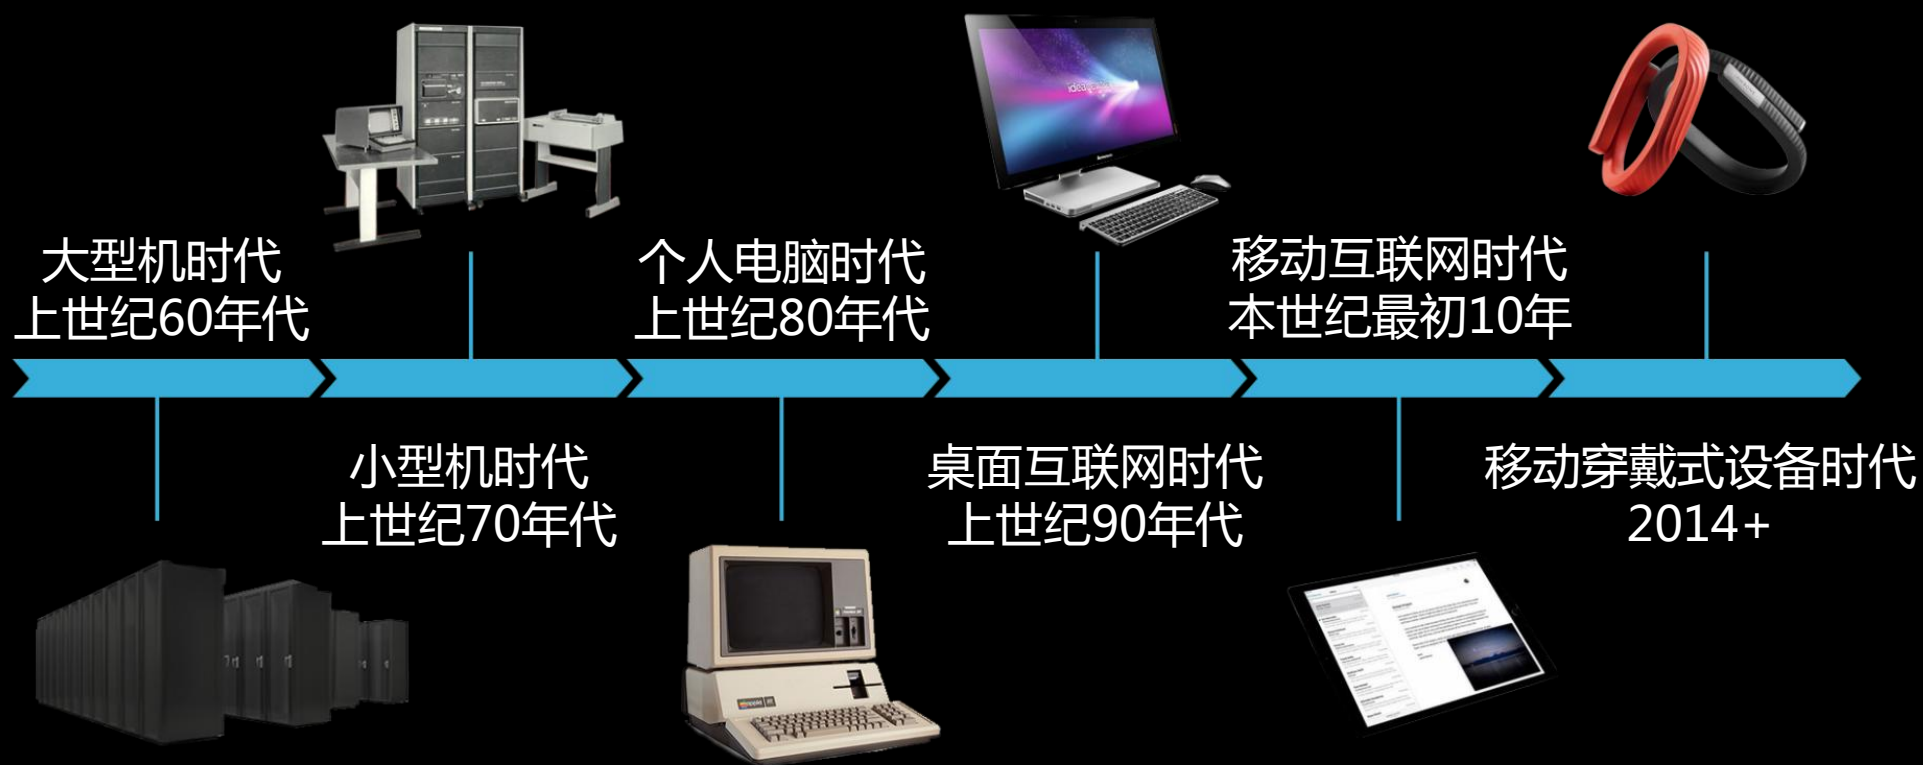 大型机时代
上世纪60年代
小型机时代
上世纪70年代
个人电脑时代
上世纪80年代
桌面互联网时代
上世纪90年代
移动互联网时代
本世纪最初10年
移动穿戴式设备时代
2014+